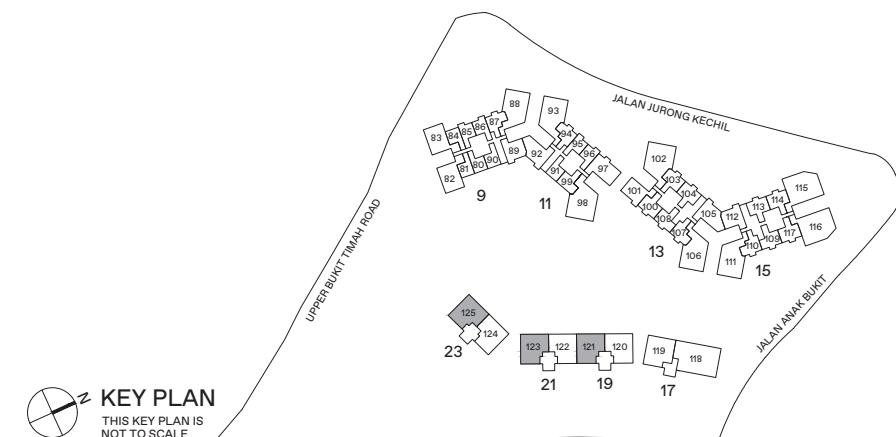 JALAN JURONG KECHIL
UPPER BUKIT TIMAH ROAD
JALAN ANAK BUKIT
83 84 85 86 87 88
82 81 80 90 89
9
93 94 95 96 97
92 91 99 98
11
102 103 104 105
101 100 108 107 106
13
112 113 114 115
111 110 109 117 116
15
125 124
23
123 122
21
121 120
19
119 118
17
N
KEY PLAN
THIS KEY PLAN IS
NOT TO SCALE